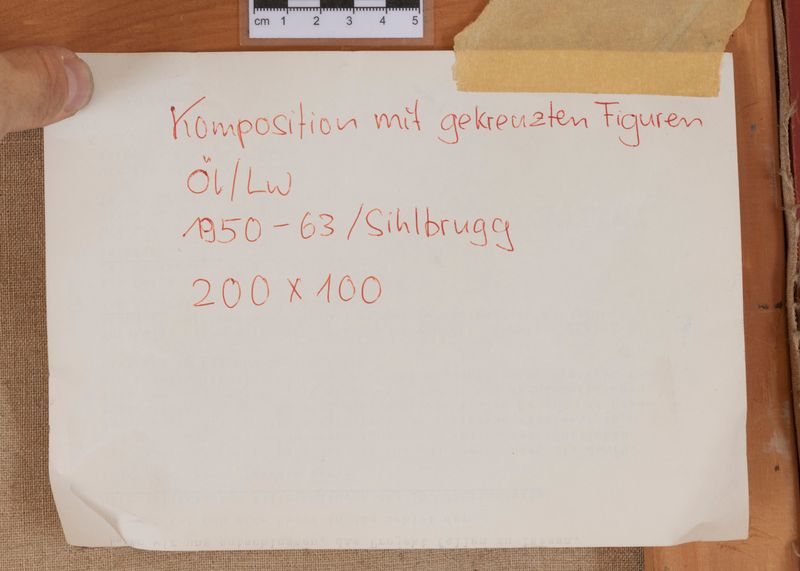 cm 1 2 3 4 5
Komposition mit gekreuzten Figuren
Öl/Lw
1950-63/Sihlbrugg
200 x 100